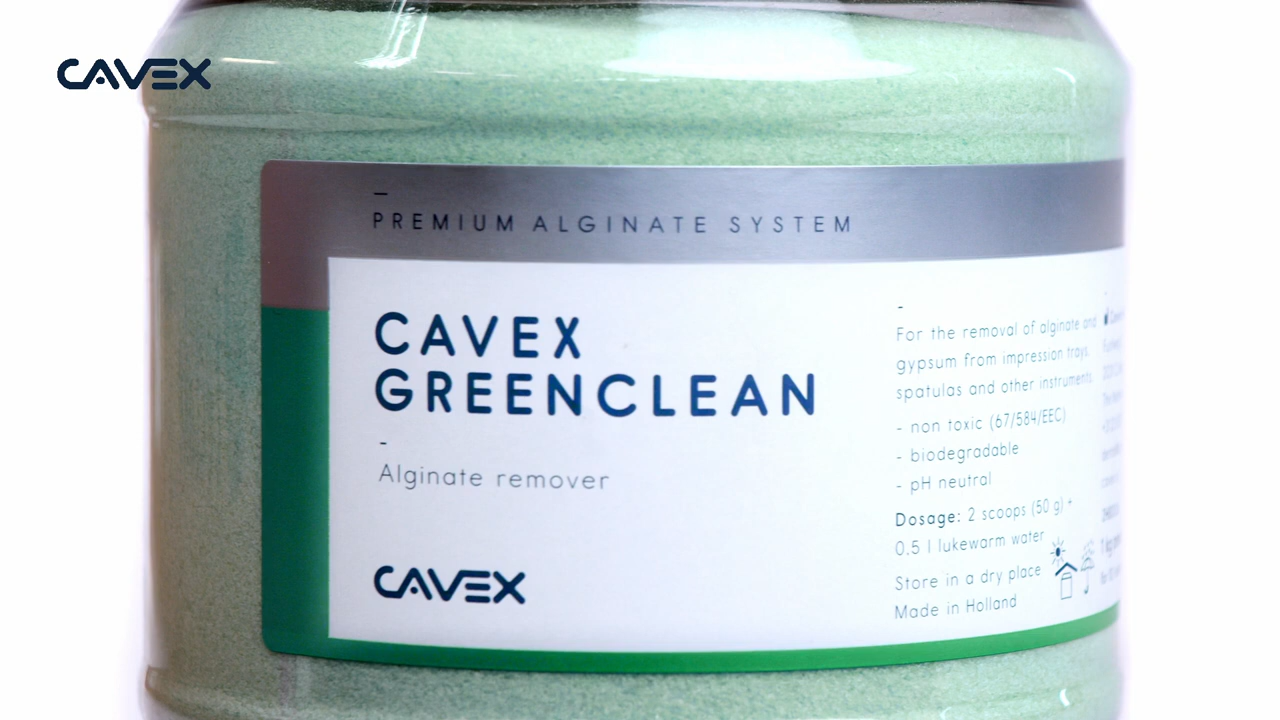 CAVEX
PREMIUM ALGINATE SYSTEM
CAVEX
GREENCLEAN
-
Alginate remover
CAVEX
-
For the removal of alginate and
gypsum from impression trays,
spatulas and other instruments.
- non toxic (67/584/EEC)
- biodegradable
- pH neutral
Dosage: 2 scoops (50 g) +
0.5 l lukewarm water
Store in a dry place
Made in Holland